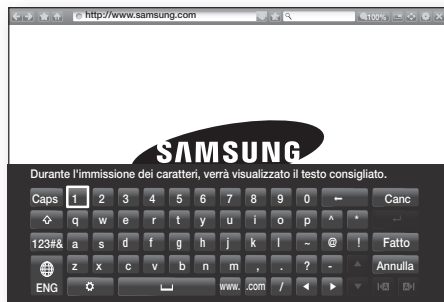 http://www.samsung.com 100%
SAMSUNG
Durante l'immissione dei caratteri, verrà visualizzato il testo consigliato.
Caps 1 2 3 4 5 6 7 8 9 0 Canc
q w e r t y u i o p ^ *
123#& a s d f g h j k l ~ @ ! Fatto
z x c v b n m , . ? - Annulla
ENG www. .com /